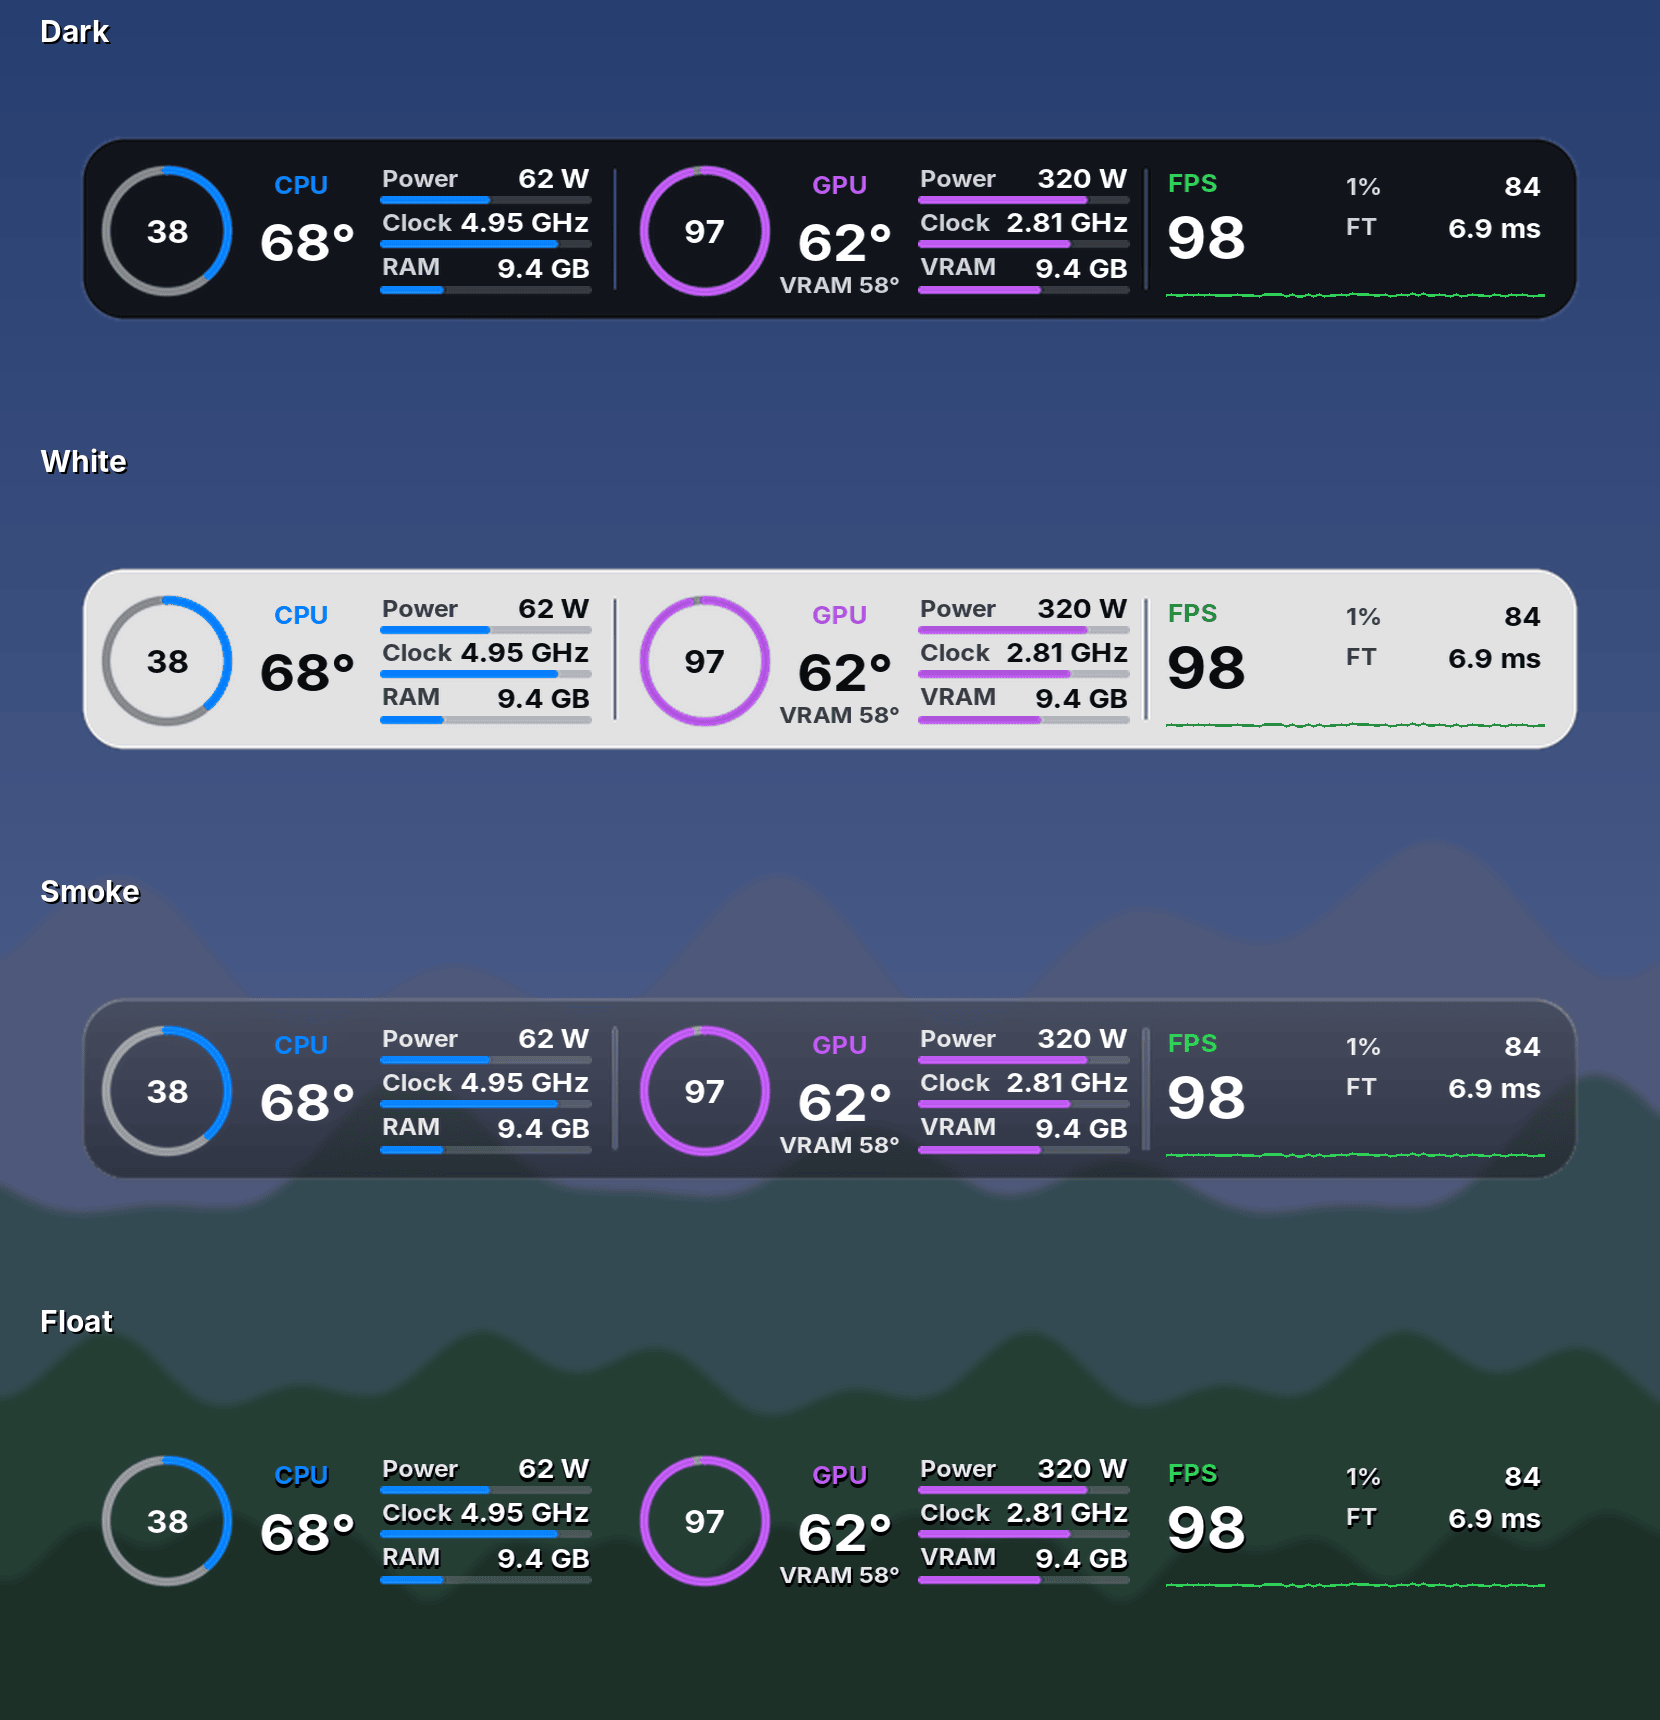 Dark
38
CPU
68°
Power 62 W
Clock 4.95 GHz
RAM 9.4 GB
97
GPU
62°
VRAM 58°
Power 320 W
Clock 2.81 GHz
VRAM 9.4 GB
FPS
98
1% 84
FT 6.9 ms
White
38
CPU
68°
Power 62 W
Clock 4.95 GHz
RAM 9.4 GB
97
GPU
62°
VRAM 58°
Power 320 W
Clock 2.81 GHz
VRAM 9.4 GB
FPS
98
1% 84
FT 6.9 ms
Smoke
38
CPU
68°
Power 62 W
Clock 4.95 GHz
RAM 9.4 GB
97
GPU
62°
VRAM 58°
Power 320 W
Clock 2.81 GHz
VRAM 9.4 GB
FPS
98
1% 84
FT 6.9 ms
Float
38
CPU
68°
Power 62 W
Clock 4.95 GHz
RAM 9.4 GB
97
GPU
62°
VRAM 58°
Power 320 W
Clock 2.81 GHz
VRAM 9.4 GB
FPS
98
1% 84
FT 6.9 ms